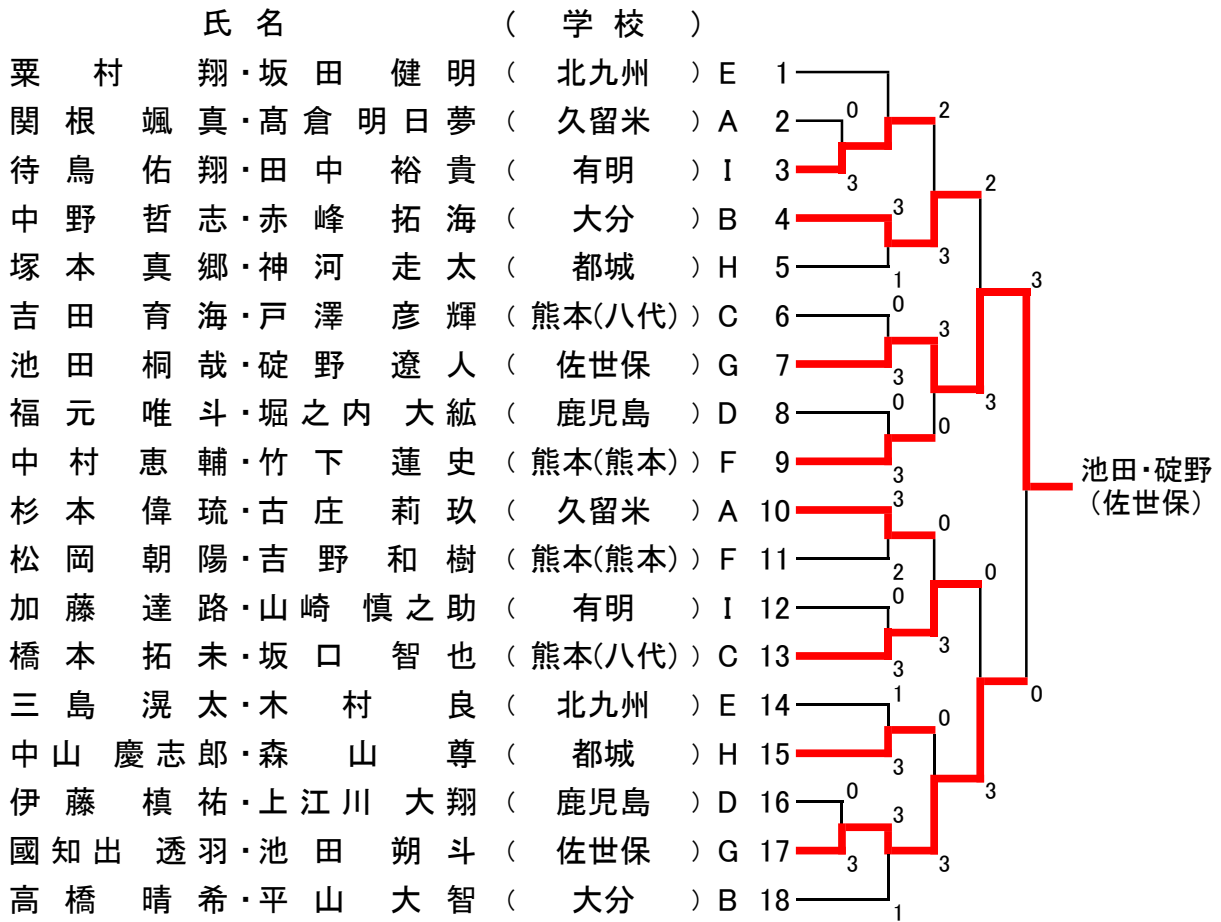 氏名 ( 学校 )
粟村 翔・坂田 健明 ( 北九州 ) E 1
関根 颯真・髙倉 明日夢 ( 久留米 ) A 2 0 2
待鳥 佑翔・田中 裕貴 ( 有明 ) I 3 3 2
中野 哲志・赤峰 拓海 ( 大分 ) B 4 3 3
塚本 真郷・神河 走太 ( 都城 ) H 5 1 3
吉田 育海・戸澤 彦輝 ( 熊本(八代) ) C 6 0 3
池田 桐哉・碇野 遼人 ( 佐世保 ) G 7 3
福元 唯斗・堀之内 大紘 ( 鹿児島 ) D 8 0 0 3
中村 恵輔・竹下 蓮史 ( 熊本(熊本) ) F 9 3
池田・碇野
(佐世保)
杉本 偉琉・古庄 莉玖 ( 久留米 ) A 10 3 0
松岡 朝陽・吉野 和樹 ( 熊本(熊本) ) F 11 2 0
加藤 達路・山崎 慎之助 ( 有明 ) I 12 0
橋本 拓未・坂口 智也 ( 熊本(八代) ) C 13 3 3
三島 滉太・木村 良 ( 北九州 ) E 14 1 0 0
中山 慶志郎・森山 尊 ( 都城 ) H 15 3
伊藤 槙祐・上江川 大翔 ( 鹿児島 ) D 16 0 3 3
國知出 透羽・池田 朔斗 ( 佐世保 ) G 17 3 3
高橋 晴希・平山 大智 ( 大分 ) B 18 1